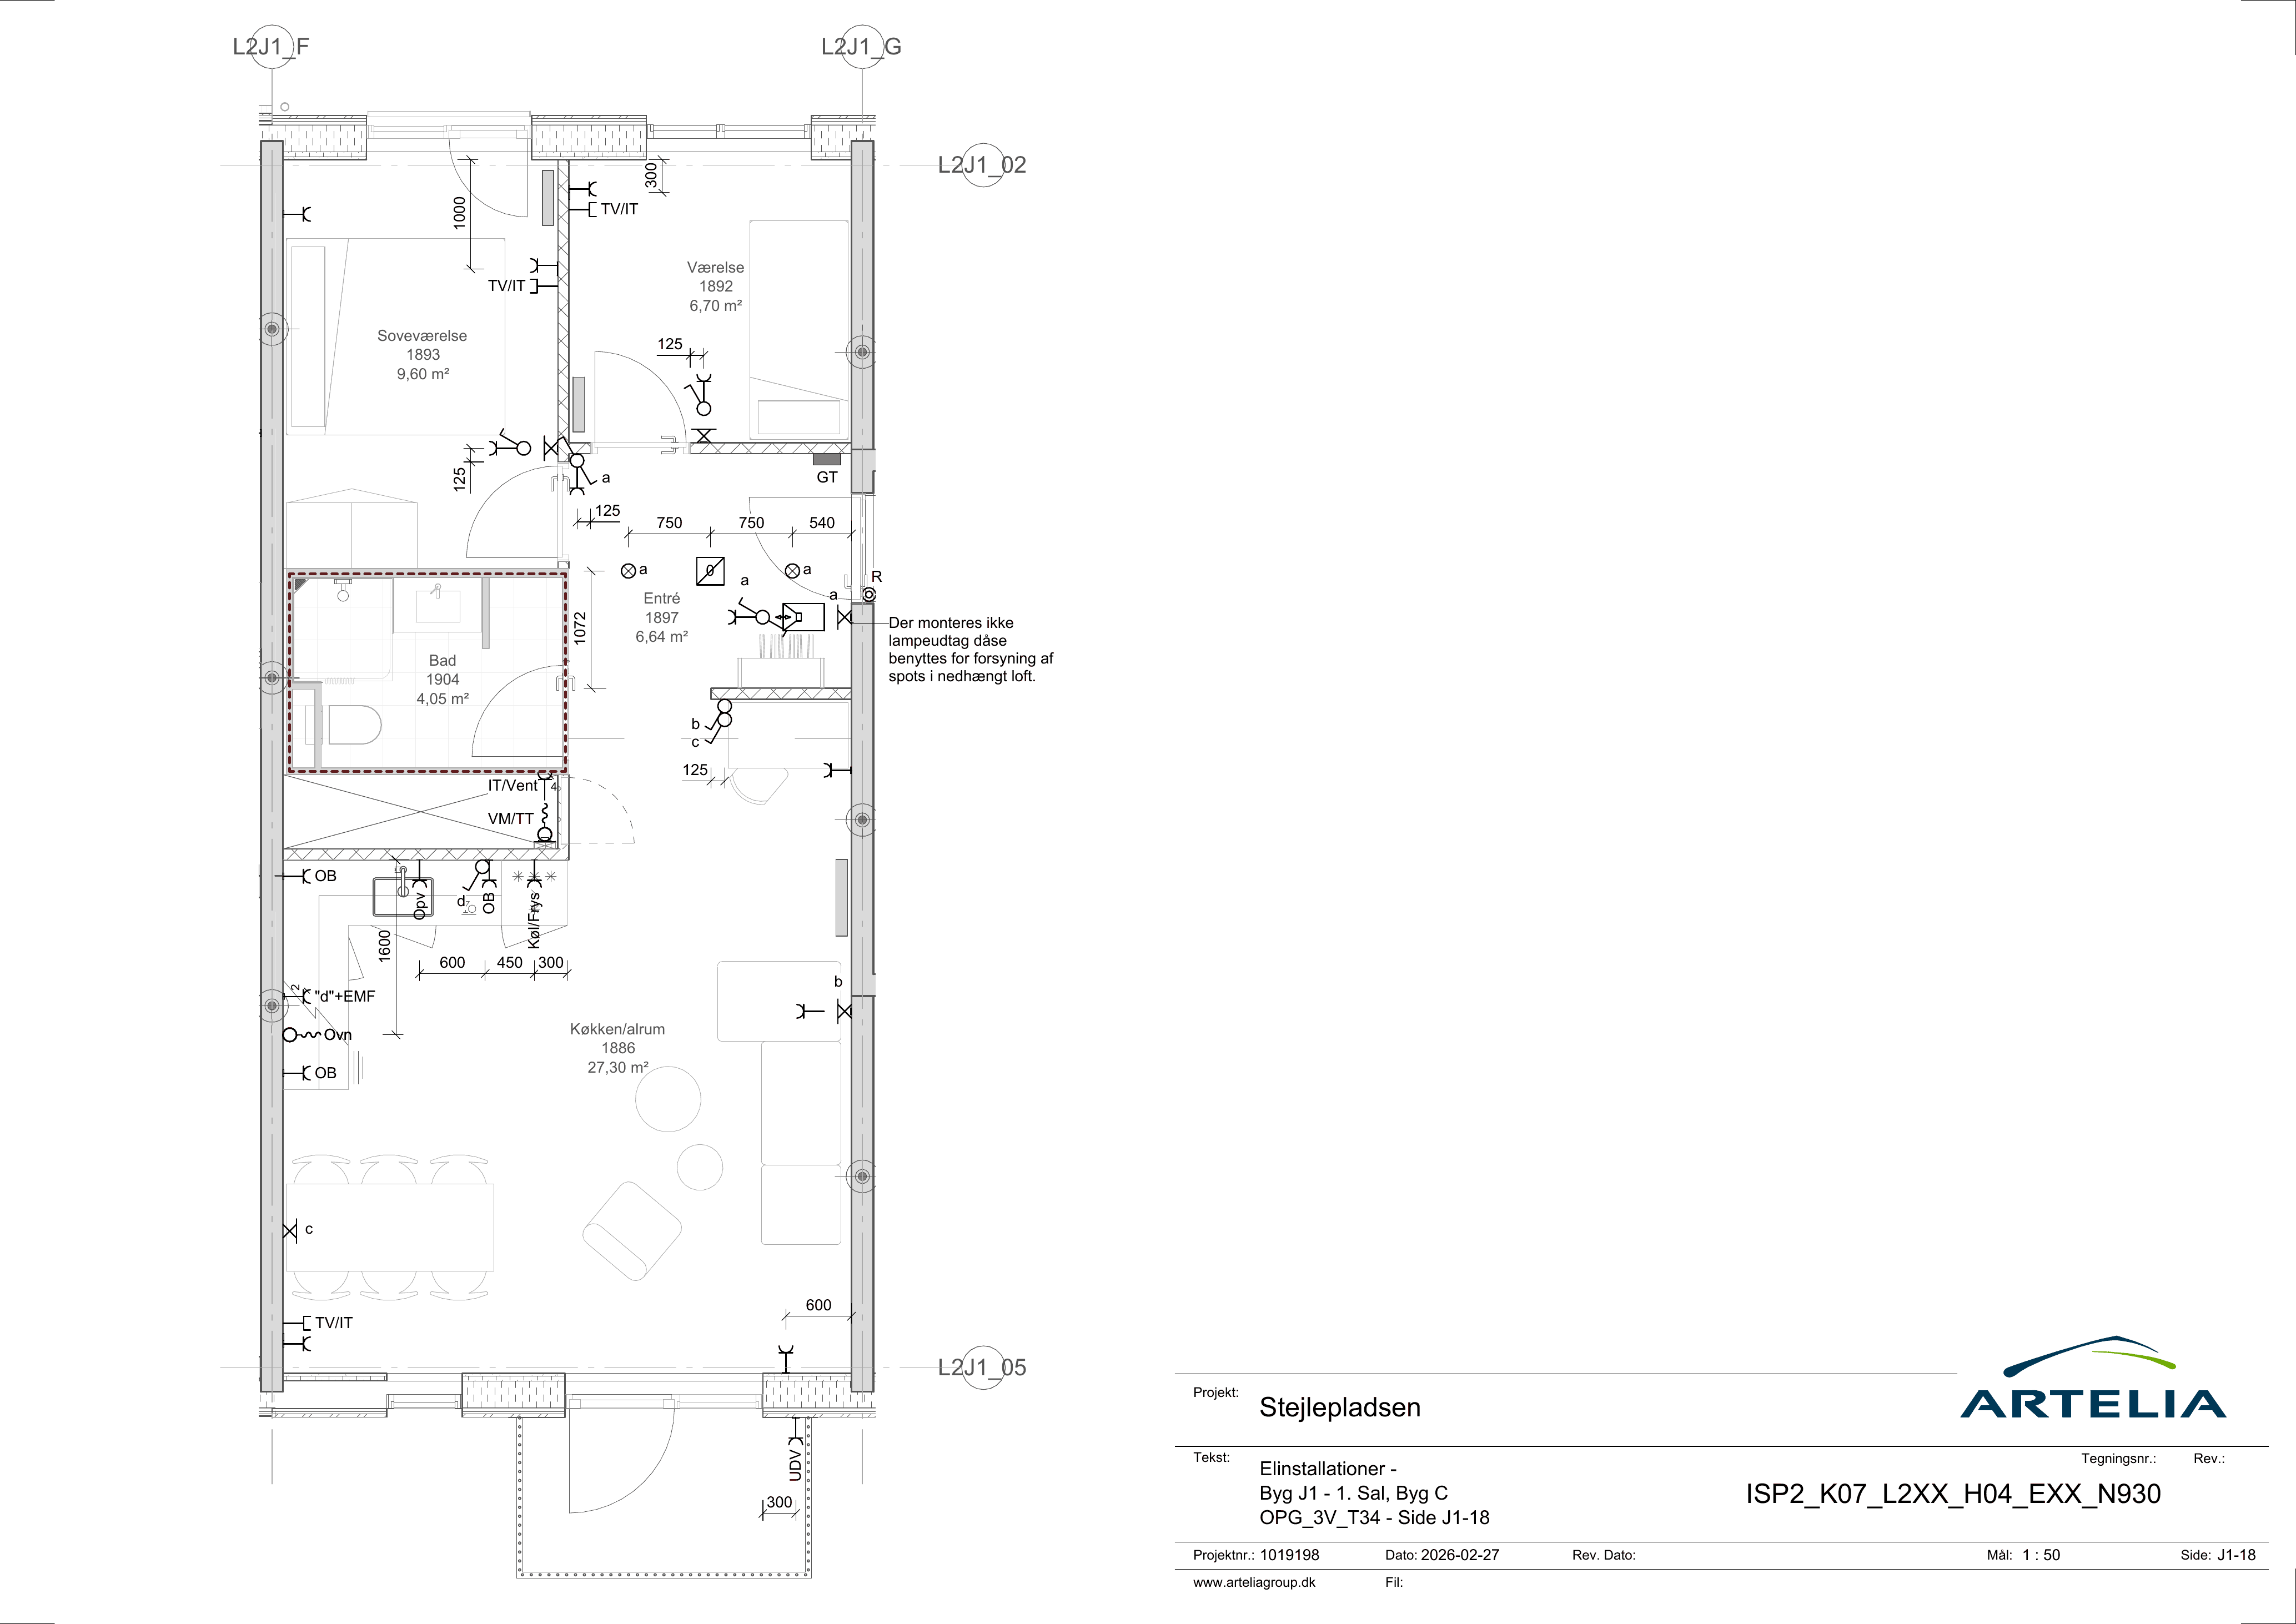 L2J1_F
L2J1_G
L2J1_02
300
1000
TV/IT
TV/IT
Værelse
1892
6,70 m²
Soveværelse
1893
9,60 m²
125
125
a
GT
125
750
750
540
a
a
a
a
R
0
Entré
1897
6,64 m²
1072
Der monteres ikke
lampeudtag dåse
benyttes for forsyning af
spots i nedhængt loft.
Bad
1904
4,05 m²
b
c
125
IT/Vent
4
VM/TT
OB
Opv
d
OB
Køl/Frys
1600
600
450
300
2
"d"+EMF
Ovn
OB
b
Køkken/alrum
1886
27,30 m²
c
TV/IT
600
L2J1_05
UDV
300
ARTELIA
Projekt:
Stejlepladsen
Tekst:
Elinstallationer -
Byg J1 - 1. Sal, Byg C
OPG_3V_T34 - Side J1-18
Tegningsnr.:
Rev.:
ISP2_K07_L2XX_H04_EXX_N930
Projektnr.: 1019198
Dato: 2026-02-27
Rev. Dato:
Mål: 1 : 50
Side: J1-18
www.arteliagroup.dk
Fil: